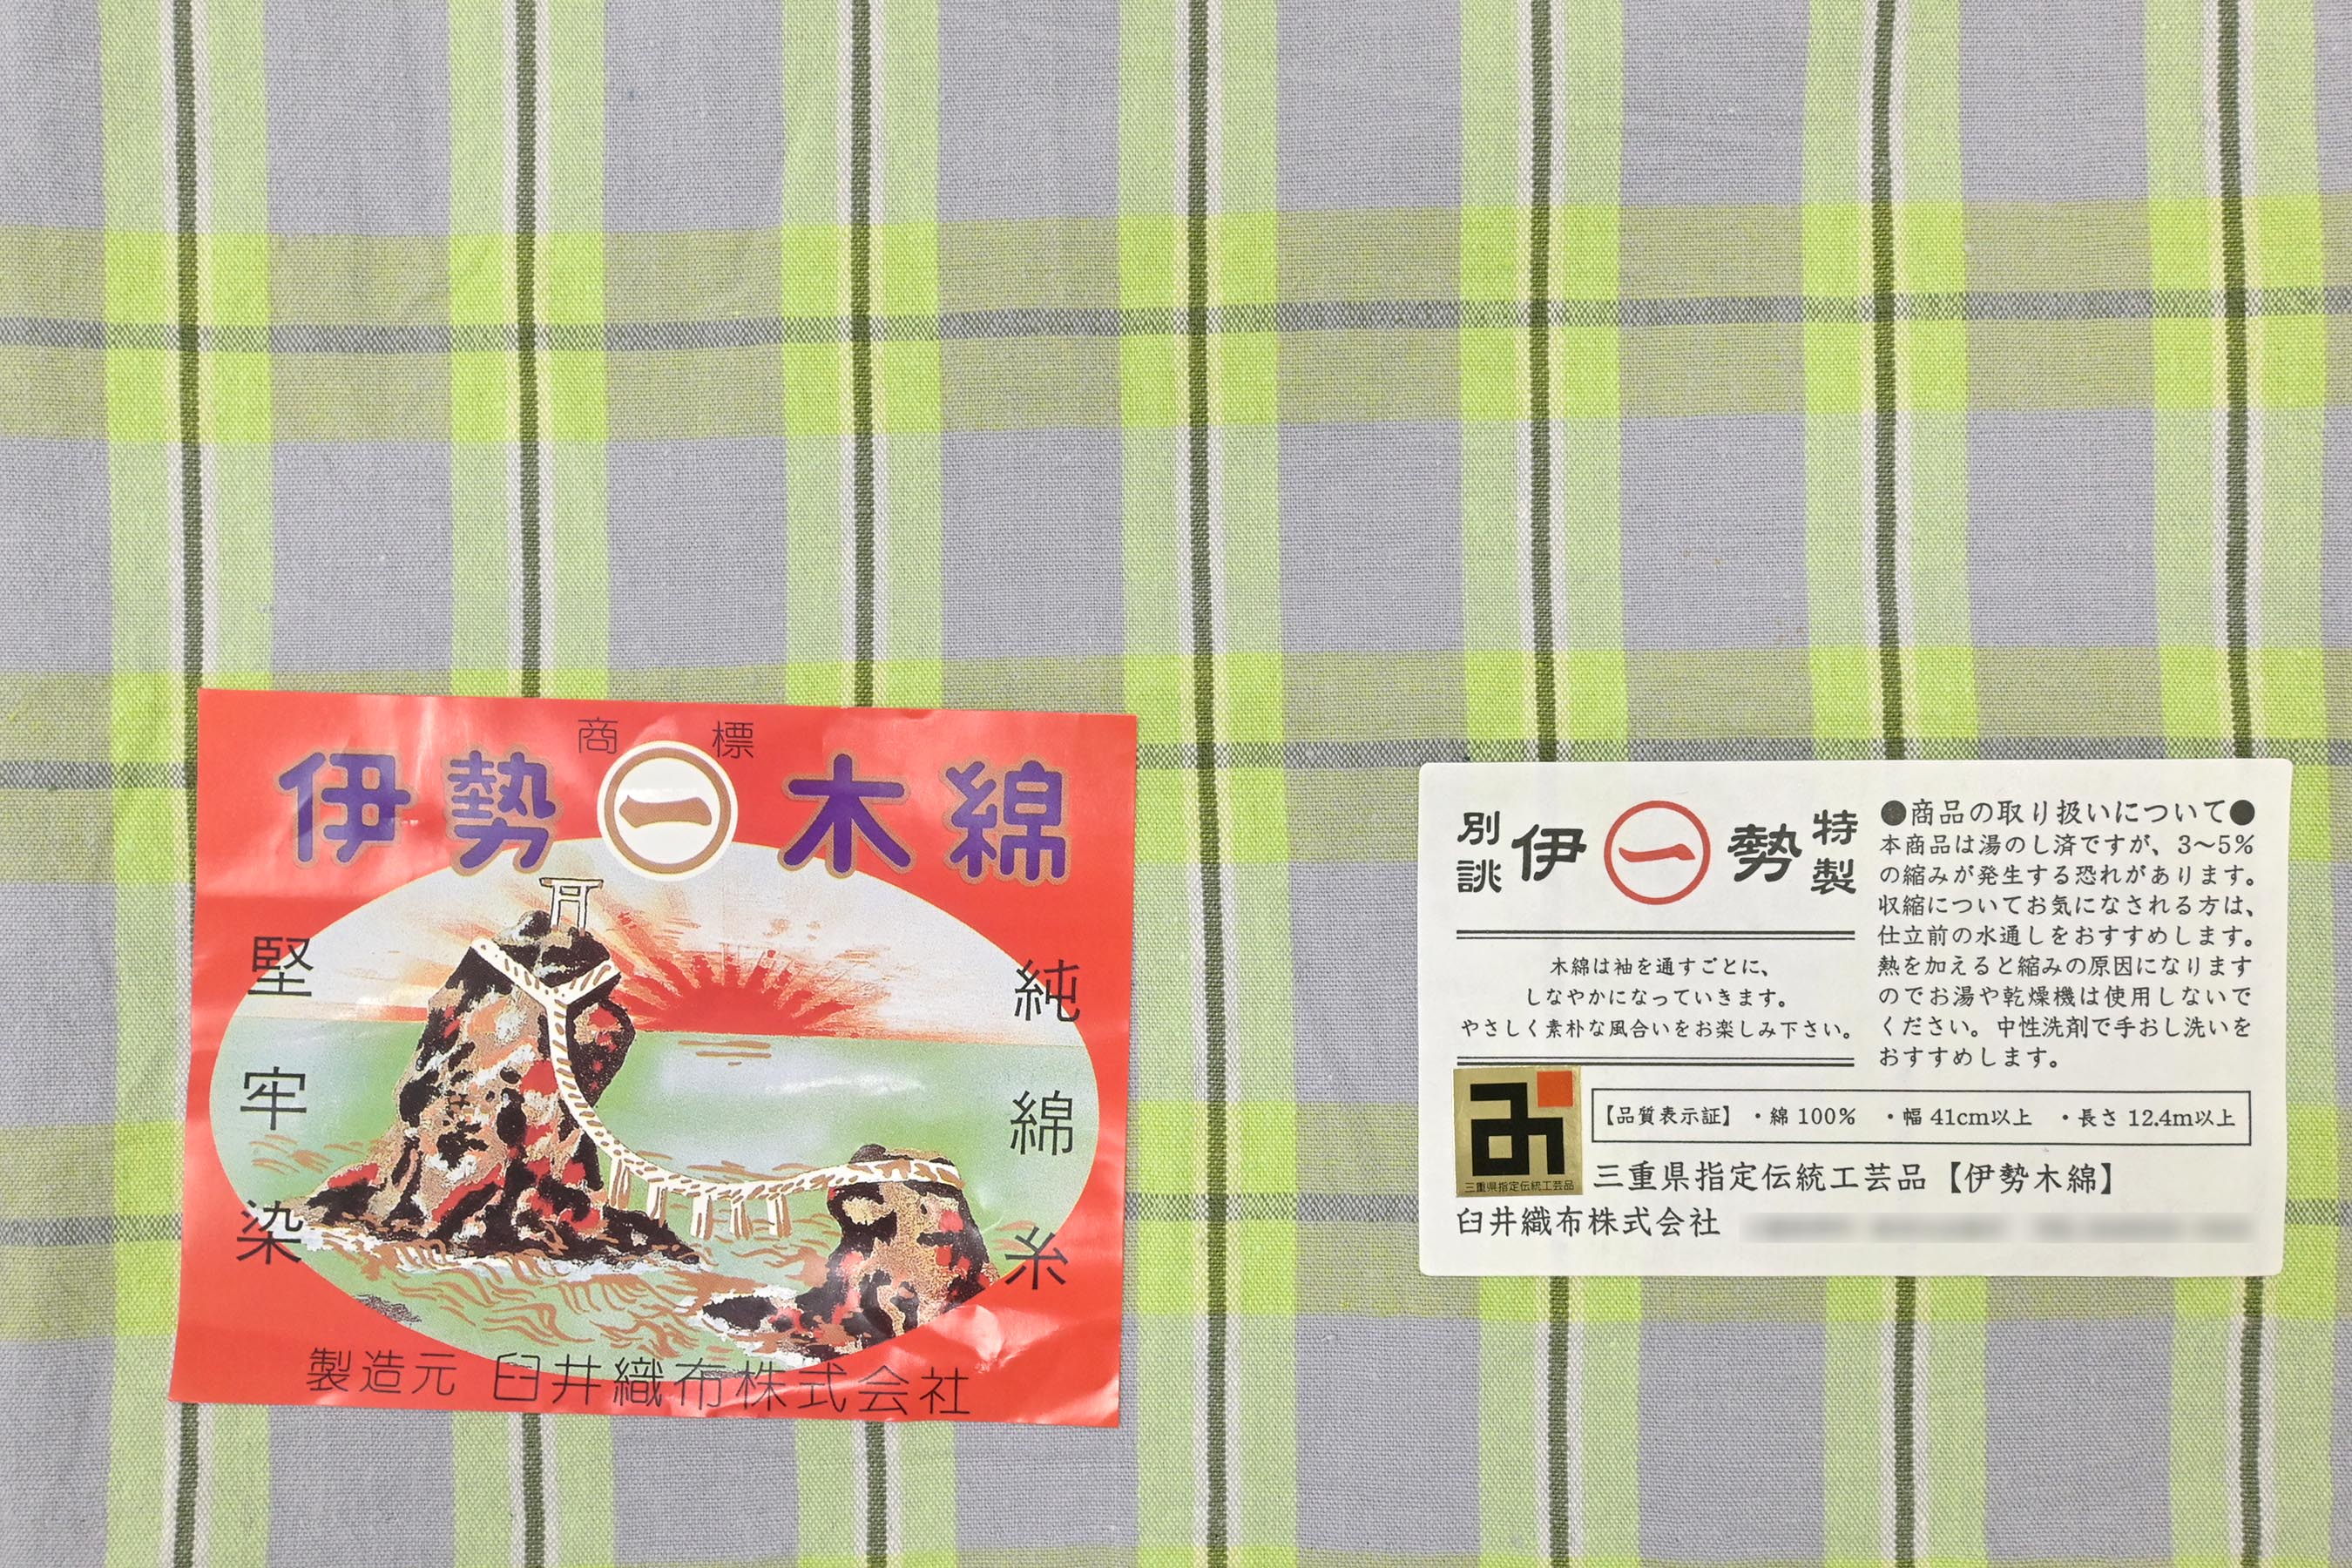 商標
伊勢㊀木綿
純綿糸
堅牢染
製造元 臼井織布株式会社
別誂 伊㊀勢 特製
木綿は袖を通すごとに、
しなやかになっていきます。
やさしく素朴な風合いをお楽しみ下さい。
●商品の取り扱いについて●
本商品は湯のし済ですが、3〜5%
の縮みが発生する恐れがあります。
収縮についてお気になされる方は、
仕立前の水通しをおすすめします。
熱を加えると縮みの原因になります
のでお湯や乾燥機は使用しないで
ください。中性洗剤で手おし洗いを
おすすめします。
【品質表示証】 ・綿 100% ・幅 41cm以上 ・長さ 12.4m以上
三重県指定伝統工芸品
三重県指定伝統工芸品【伊勢木綿】
臼井織布株式会社